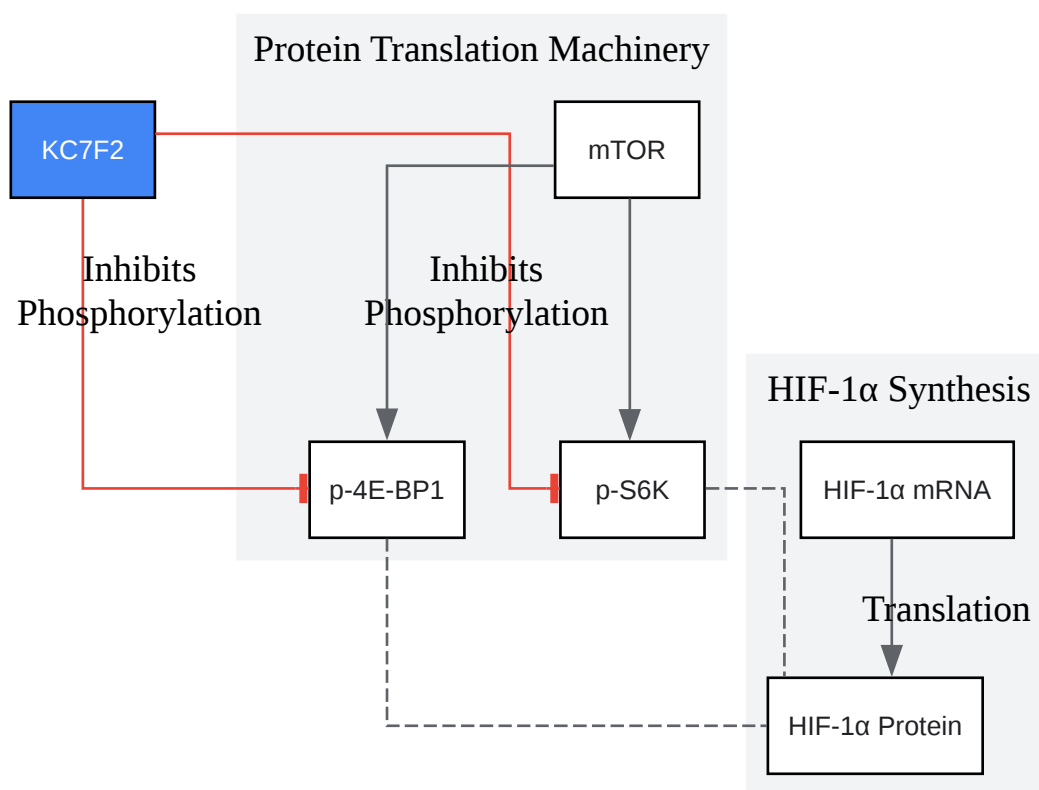 Protein Translation Machinery
KC7F2
mTOR
Inhibits
Phosphorylation
Inhibits
Phosphorylation
HIF-1α Synthesis
p-4E-BP1
p-S6K
HIF-1α mRNA
Translation
HIF-1α Protein